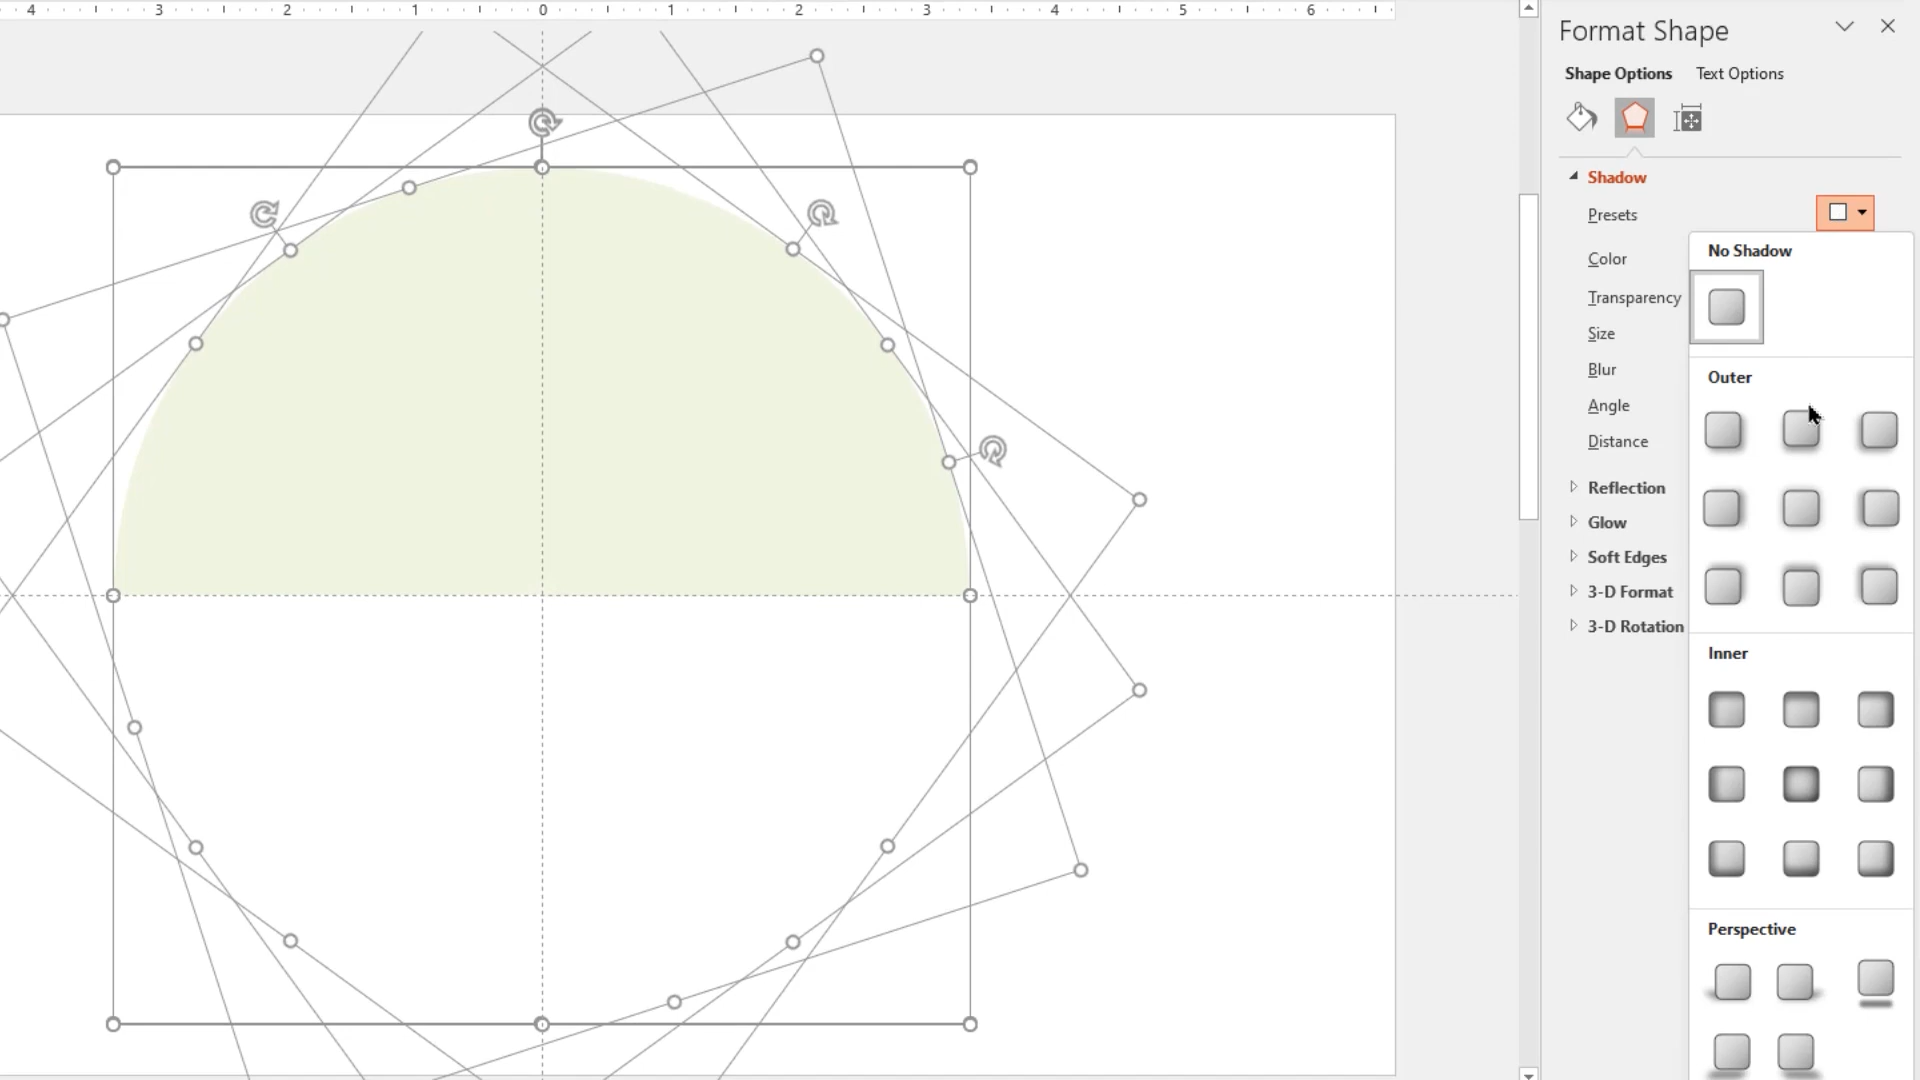 4 3 2 1 0 1 2 3 4 5 6
Format Shape
Shape Options Text Options
Shadow
Presets
No Shadow
Color
Transparency
Size
Outer
Blur
Angle
Distance
Reflection
Glow
Soft Edges
3-D Format
3-D Rotation
Inner
Perspective